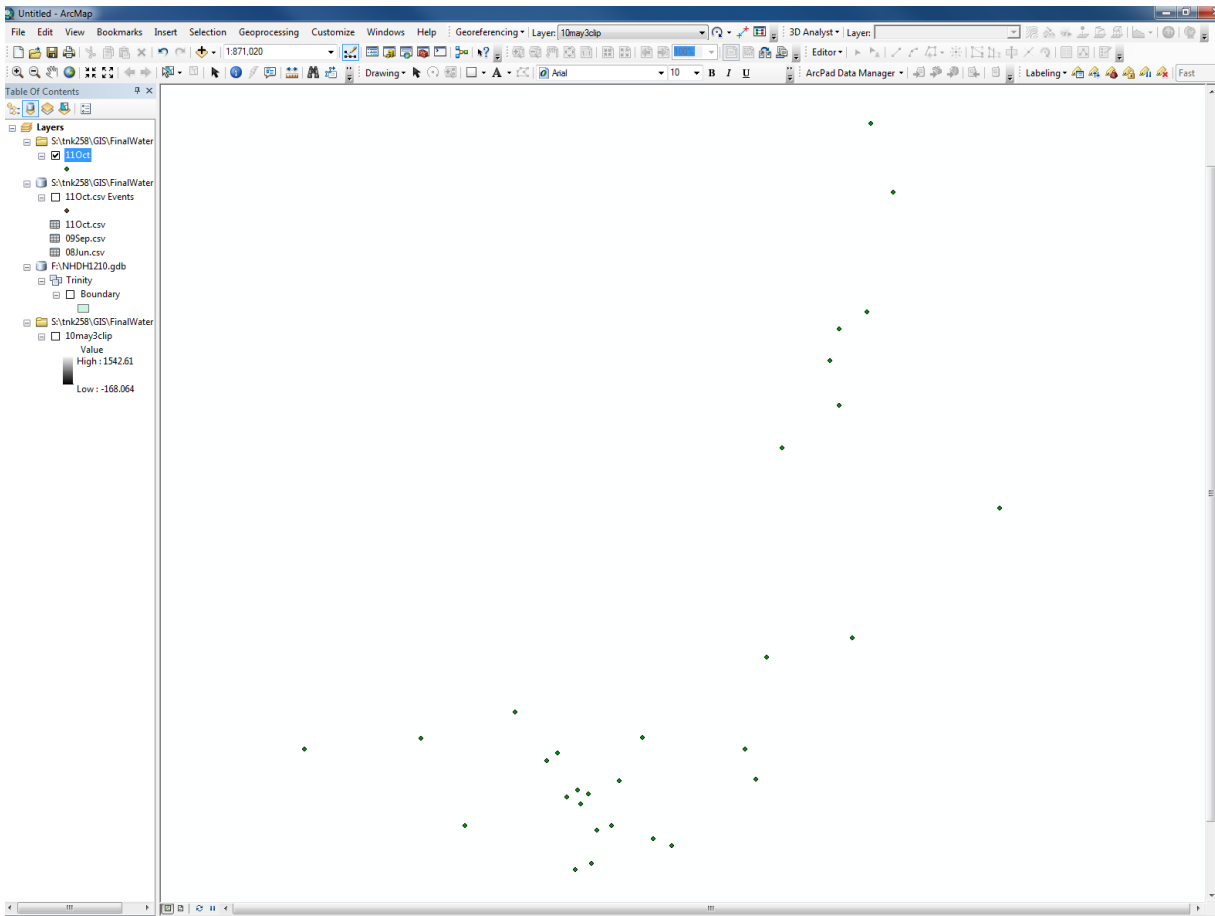 Untitled - ArcMap
File Edit View Bookmarks Insert Selection Geoprocessing Customize Windows Help Georeferencing Layer: 10may3clip 3D Analyst Layer:
1:871,020 100% Editor
Drawing A Arial 10 B I U ArcPad Data Manager Labeling Fast
Table Of Contents
Layers
S:\tnk258\GIS\FinalWater
11Oct
S:\tnk258\GIS\FinalWater
11Oct.csv Events
11Oct.csv
09Sep.csv
08Jun.csv
F:\NHDH1210.gdb
Trinity
Boundary
S:\tnk258\GIS\FinalWater
10may3clip
Value
High : 1542.61
Low : -168.064